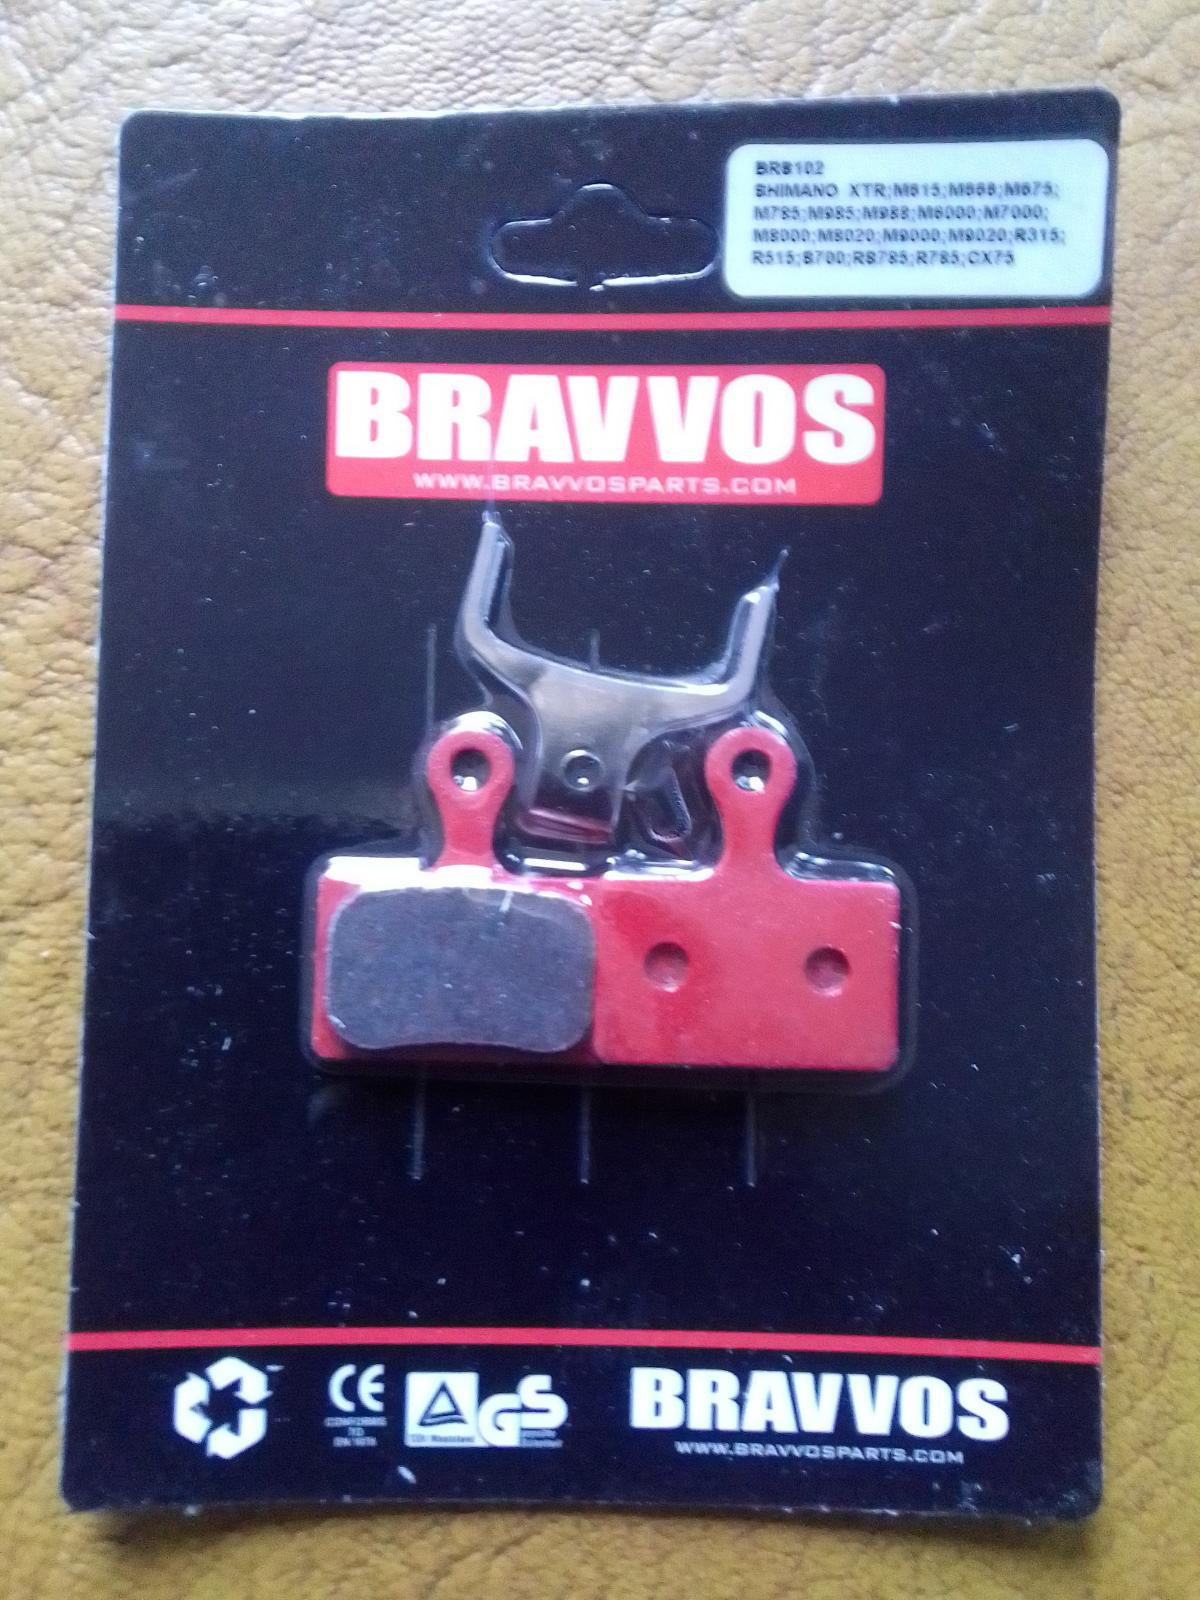 BRB102
SHIMANO XTR;M615;M666;M675;
M785;M985;M988;M6000;M7000;
M8000;M8020;M9000;M9020;R315;
R515;S700;RS785;R785;CX75
BRAVVOS
WWW.BRAVVOSPARTS.COM
CE
CONFORME
GS
BRAVVOS
WWW.BRAVVOSPARTS.COM